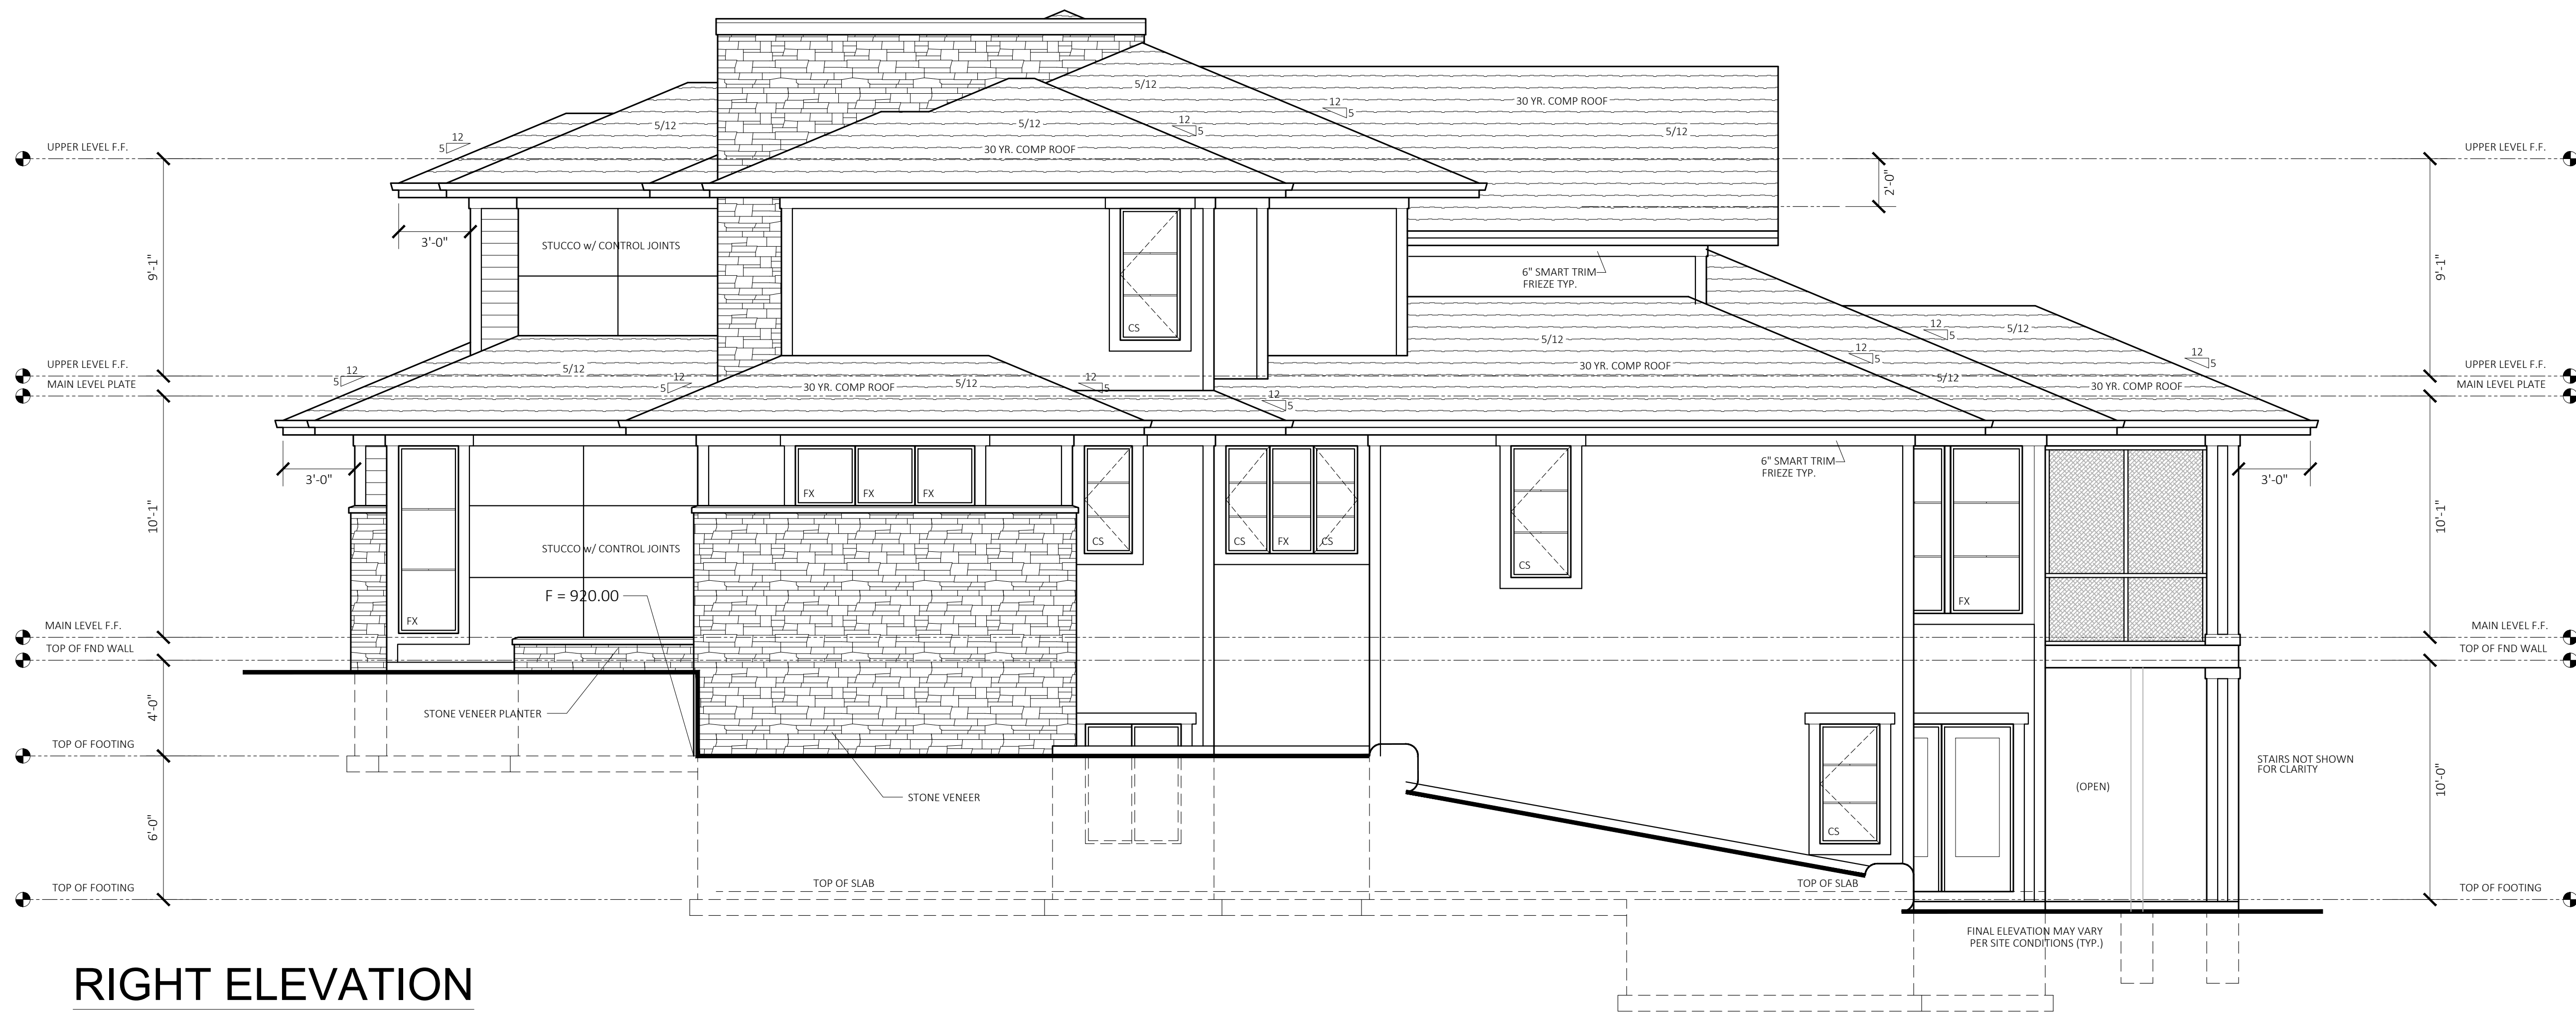 5/12
30 YR. COMP ROOF
12
5
5/12
12
5
5/12
5/12
12
5
30 YR. COMP ROOF
UPPER LEVEL F.F.
UPPER LEVEL F.F.
2'-0"
3'-0"
STUCCO w/ CONTROL JOINTS
9'-1"
9'-1"
6" SMART TRIM
FRIEZE TYP.
CS
12
5
5/12
5/12
12
5
12
5
UPPER LEVEL F.F.
12
5
5/12
30 YR. COMP ROOF
UPPER LEVEL F.F.
MAIN LEVEL PLATE
12
5
30 YR. COMP ROOF
5/12
12
5
5/12
30 YR. COMP ROOF
MAIN LEVEL PLATE
12
5
6" SMART TRIM
FRIEZE TYP.
3'-0"
3'-0"
FX
FX
FX
10'-1"
10'-1"
STUCCO w/ CONTROL JOINTS
CS
CS
FX
CS
CS
F = 920.00
FX
FX
MAIN LEVEL F.F.
MAIN LEVEL F.F.
TOP OF FND WALL
TOP OF FND WALL
4'-0"
STONE VENEER PLANTER
TOP OF FOOTING
STAIRS NOT SHOWN
FOR CLARITY
(OPEN)
10'-0"
STONE VENEER
6'-0"
CS
TOP OF SLAB
TOP OF SLAB
TOP OF FOOTING
TOP OF FOOTING
FINAL ELEVATION MAY VARY
PER SITE CONDITIONS (TYP.)
RIGHT ELEVATION